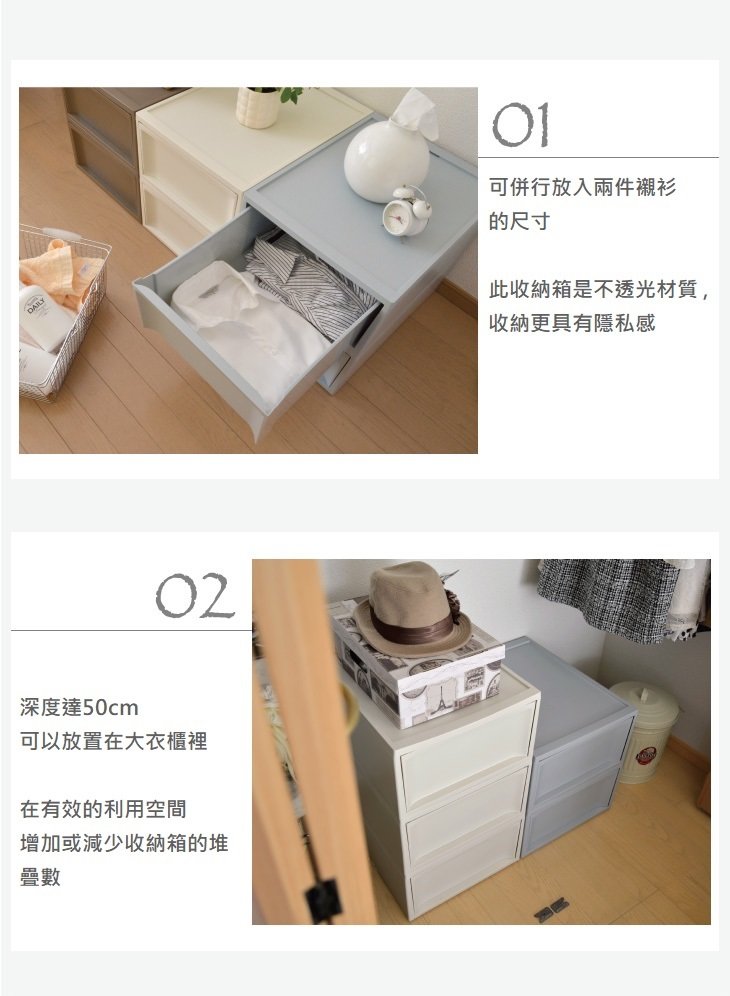 01
可併行放入兩件襯衫
的尺寸
此收納箱是不透光材質,
收納更具有隱私感
DAILY
02
深度達50cm
可以放置在大衣櫃裡
在有效的利用空間
增加或減少收納箱的堆
疊數